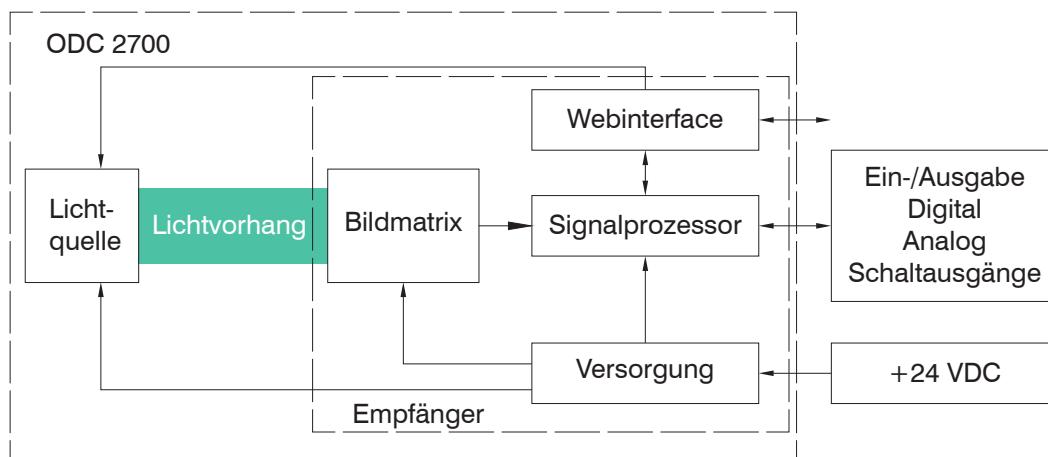 ODC 2700
Webinterface
Licht-
quelle
Lichtvorhang
Bildmatrix
Signalprozessor
Ein-/Ausgabe
Digital
Analog
Schaltausgänge
Versorgung
+24 VDC
Empfänger